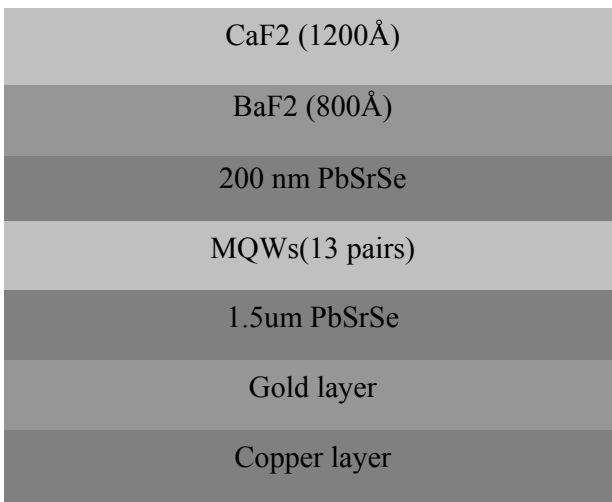 CaF2 (1200Å)
BaF2 (800Å)
200 nm PbSrSe
MQWs(13 pairs)
1.5um PbSrSe
Gold layer
Copper layer